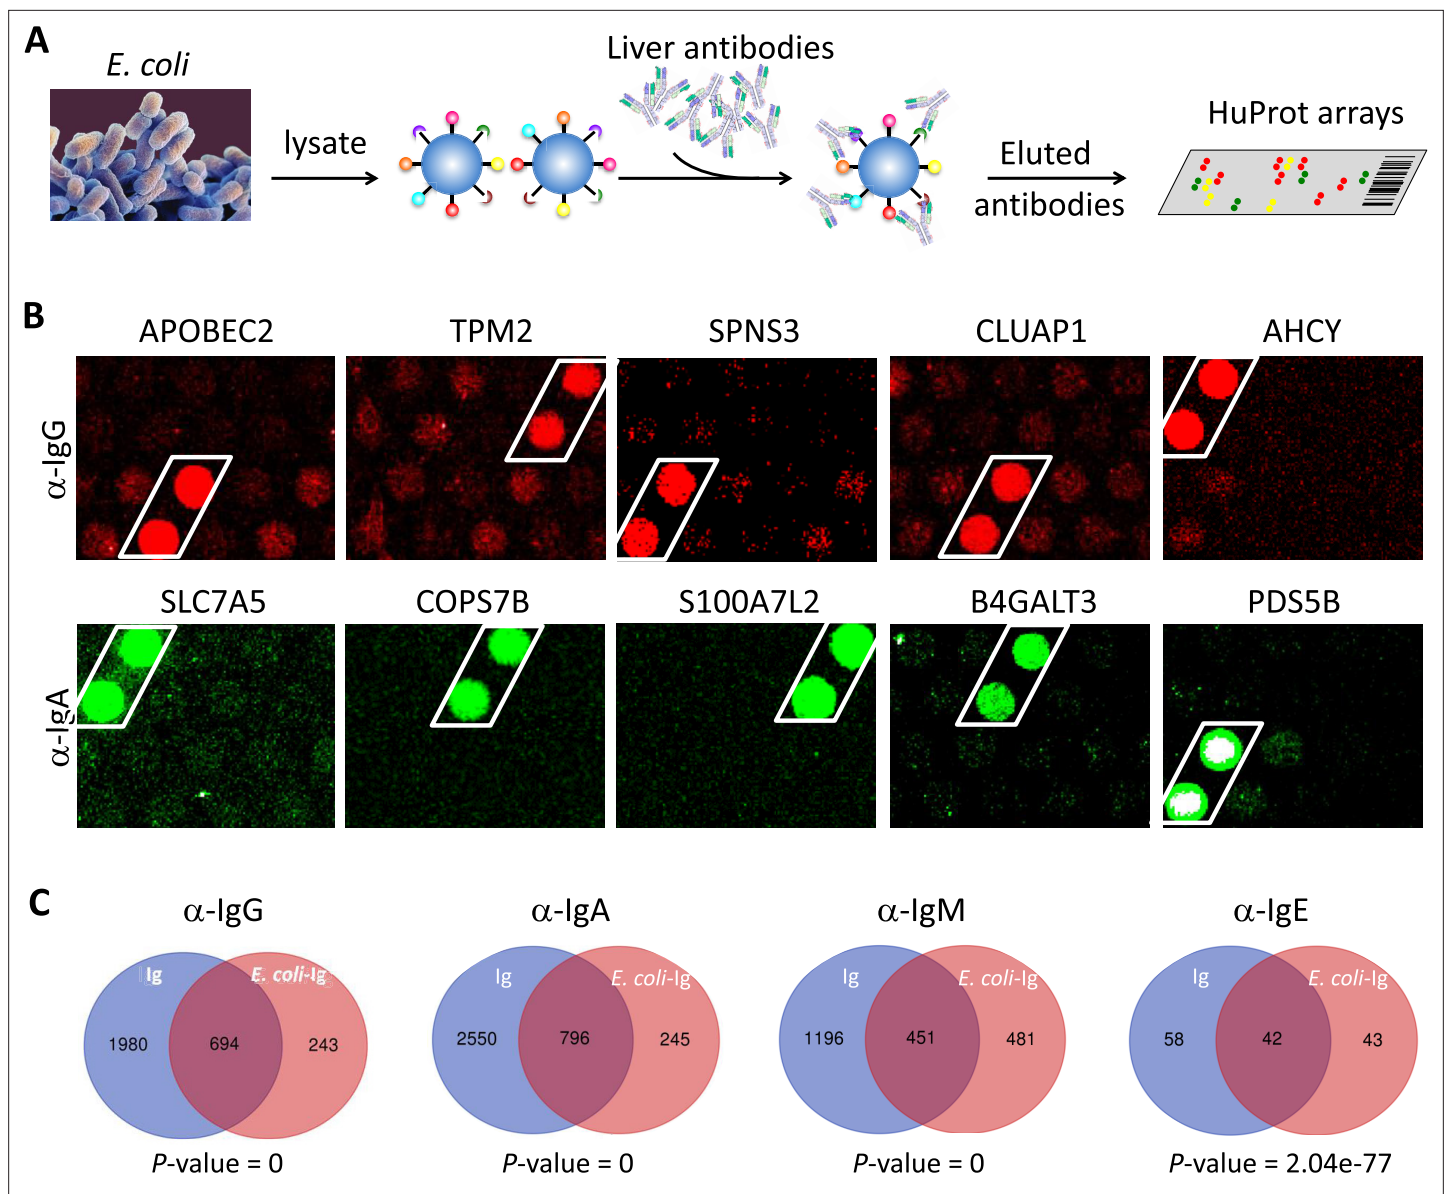 A
E. coli
lysate
Liver antibodies
Eluted
antibodies
HuProt arrays
B
APOBEC2 TPM2 SPNS3 CLUAP1 AHCY
α-IgG
SLC7A5 COPS7B S100A7L2 B4GALT3 PDS5B
α-IgA
C
α-IgG α-IgA α-IgM α-IgE
Ig E. coli-Ig Ig E. coli-Ig Ig E. coli-Ig Ig E. coli-Ig
1980 694 243 2550 796 245 1196 451 481 58 42 43
P-value = 0 P-value = 0 P-value = 0 P-value = 2.04e-77